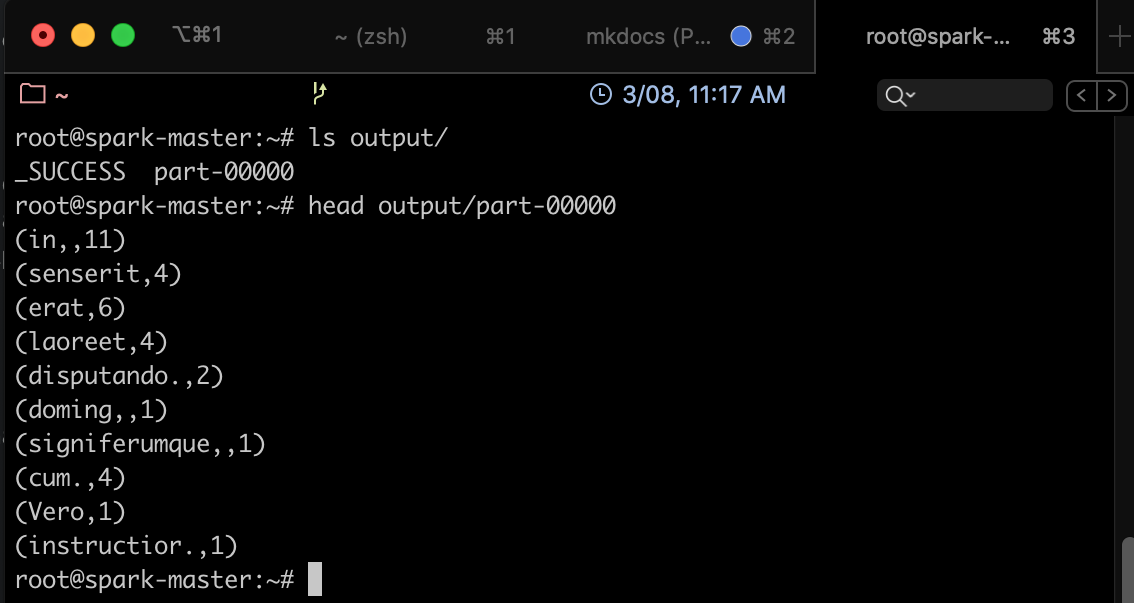 ⌥⌘1 ~ (zsh) ⌘1 mkdocs (P... ⌘2 root@spark-... ⌘3
~ 3/08, 11:17 AM
root@spark-master:~# ls output/
_SUCCESS  part-00000
root@spark-master:~# head output/part-00000
(in,,11)
(senserit,4)
(erat,6)
(laoreet,4)
(disputando.,2)
(doming,,1)
(signiferumque,,1)
(cum.,4)
(Vero,1)
(instructior.,1)
root@spark-master:~#